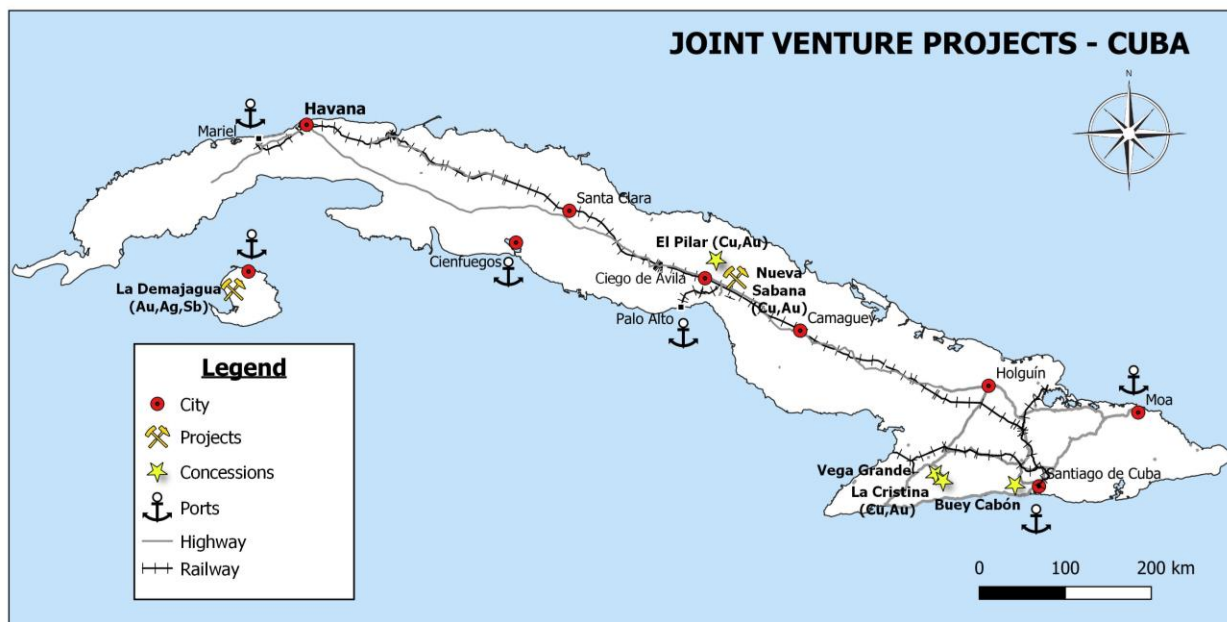 JOINT VENTURE PROJECTS - CUBA
N
Havana
Mariel
Santa Clara
El Pilar (Cu,Au)
Cienfuegos
Ciego de Ávila
Nueva
Sabana
(Cu,Au)
La Demajagua
(Au,Ag,Sb)
Palo Alto
Camaguey
Holguín
Moa
Vega Grande
La Cristina
(Cu,Au)
Buey Cabón
Santiago de Cuba
Legend
City
Projects
Concessions
Ports
Highway
Railway
0 100 200 km